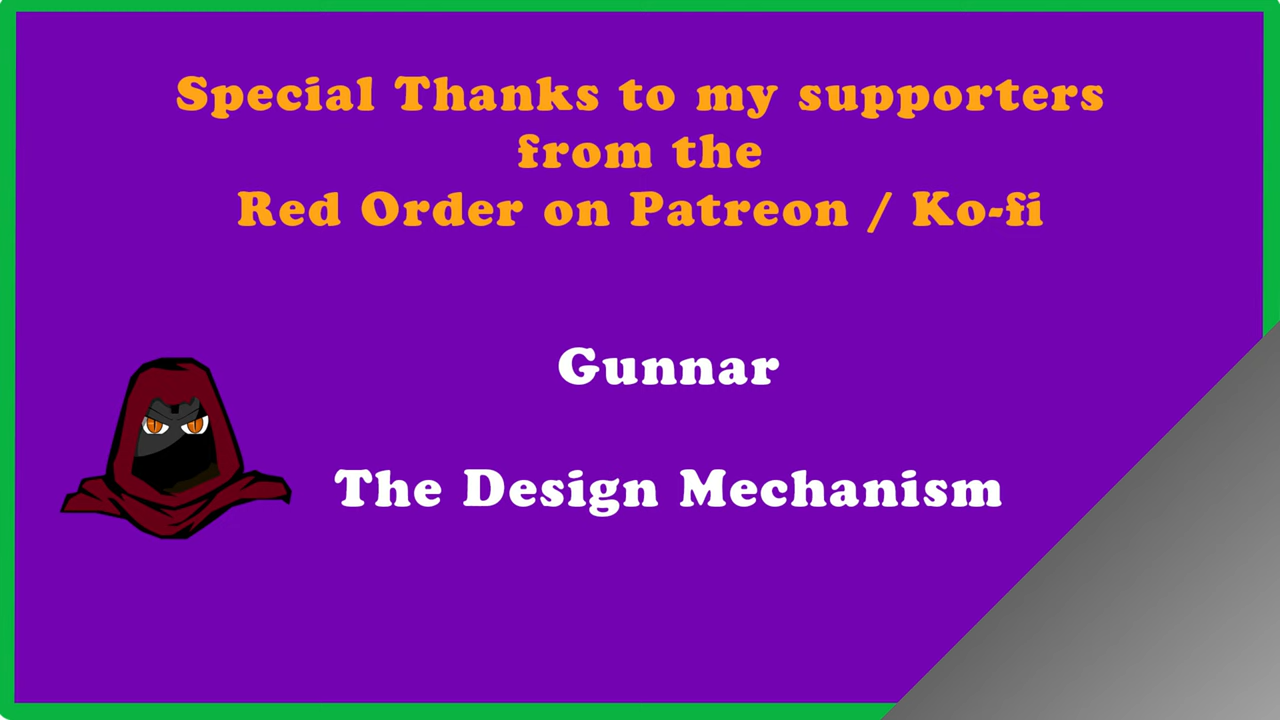 Special Thanks to my supporters
from the
Red Order on Patreon / Ko-fi
Gunnar
The Design Mechanism